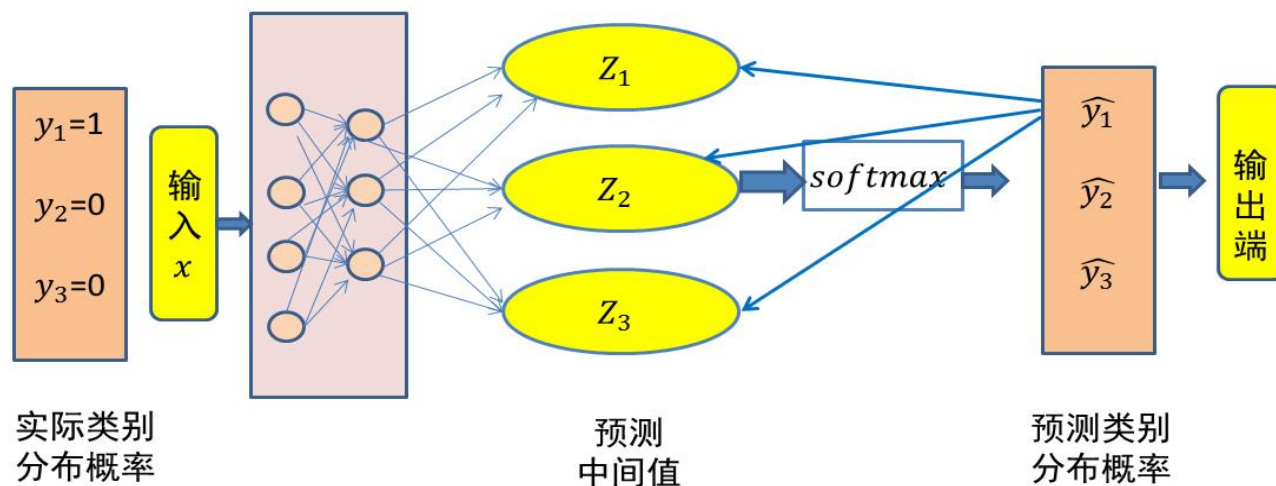 y₁=1
y₂=0
y₃=0
输
入
x
Z₁
Z₂
Z₃
softmax
ŷ₁
ŷ₂
ŷ₃
输
出
端
实际类别
分布概率
预测
中间值
预测类别
分布概率